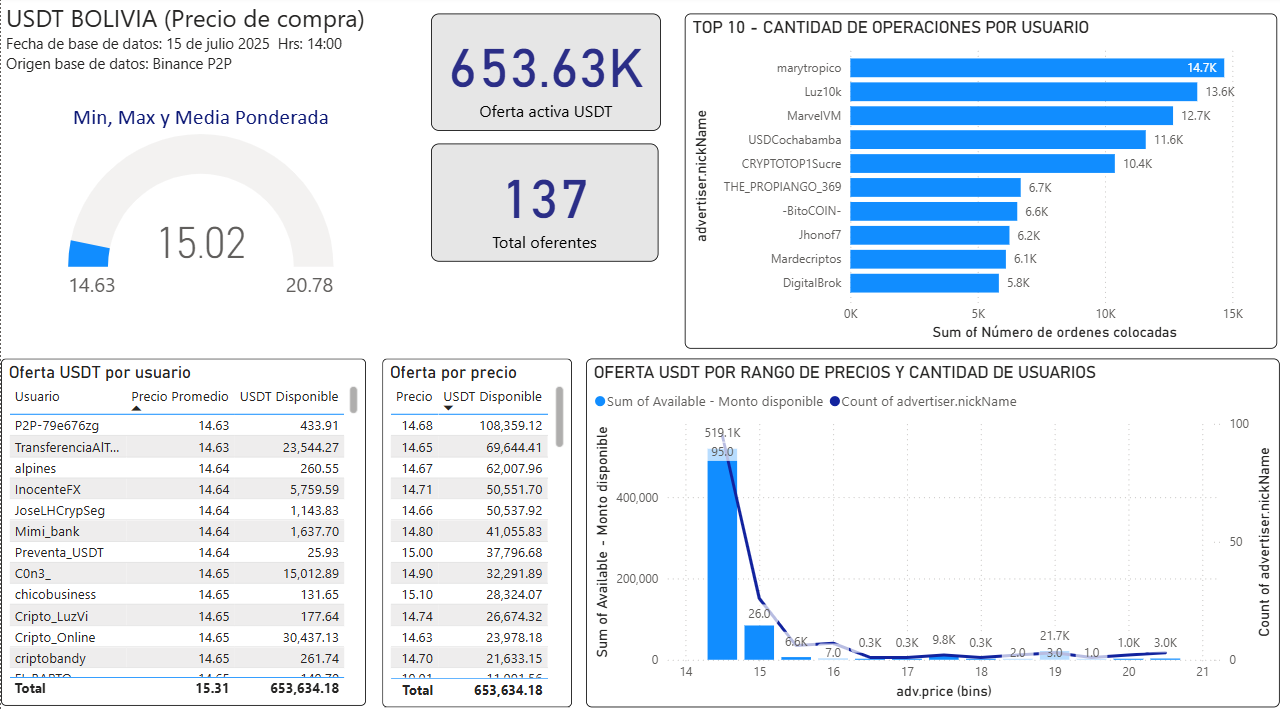 USDT BOLIVIA (Precio de compra)
Fecha de base de datos: 15 de julio 2025 Hrs: 14:00
Origen base de datos: Binance P2P
Min, Max y Media Ponderada
15.02
14.63
20.78
653.63K
Oferta activa USDT
137
Total oferentes
TOP 10 - CANTIDAD DE OPERACIONES POR USUARIO
advertiser.nickName
marytropico 14.7K
Luz10k 13.6K
MarvelVM 12.7K
USDCochabamba 11.6K
CRYPTOTOP1Sucre 10.4K
THE_PROPIANGO_369 6.7K
-BitoCOIN- 6.6K
Jhonof7 6.2K
Mardecriptos 6.1K
DigitalBrok 5.8K
0K 5K 10K 15K
Sum of Número de ordenes colocadas
Oferta USDT por usuario
Usuario Precio Promedio USDT Disponible
P2P-79e676zg 14.63 433.91
TransferenciaAlT... 14.63 23,544.27
alpines 14.64 260.55
InocenteFX 14.64 5,759.59
JoseLHCrypSeg 14.64 1,143.83
Mimi_bank 14.64 1,637.70
Preventa_USDT 14.64 25.93
C0n3_ 14.65 15,012.89
chicobusiness 14.65 131.65
Cripto_LuzVi 14.65 177.64
Cripto_Online 14.65 30,437.13
criptobandy 14.65 261.74
Total 15.31 653,634.18
Oferta por precio
Precio USDT Disponible
14.68 108,359.12
14.65 69,644.41
14.67 62,007.96
14.71 50,551.70
14.66 50,537.92
14.80 41,055.83
15.00 37,796.68
14.90 32,291.89
15.10 28,324.07
14.74 26,674.32
14.63 23,978.18
14.70 21,633.15
Total 653,634.18
OFERTA USDT POR RANGO DE PRECIOS Y CANTIDAD DE USUARIOS
Sum of Available - Monto disponible Count of advertiser.nickName
Sum of Available - Monto disponible
400,000
200,000
0
519.1K
95.0
26.0
6.6K
7.0
0.3K
0.3K
9.8K
0.3K
2.0
21.7K
3.0
1.0
1.0K
3.0K
100
50
0
Count of advertiser.nickName
14 15 16 17 18 19 20 21
adv.price (bins)